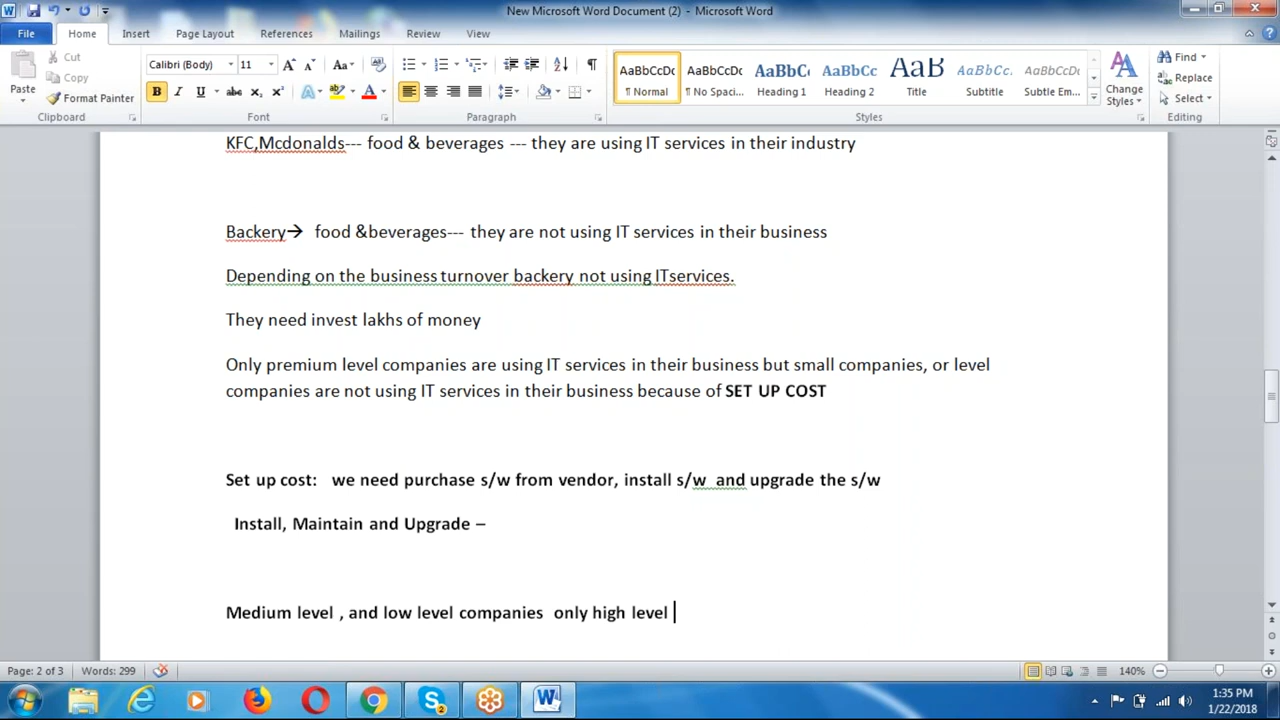 New Microsoft Word Document (2) - Microsoft Word
File Home Insert Page Layout References Mailings Review View
Paste Cut Copy Format Painter Clipboard
Calibri (Body) 11 Font
Paragraph
AaBbCcDc AaBbCcDc AaBbC AaBbCc AaB AaBbCcL AaBbCcDc
¶ Normal ¶ No Spaci... Heading 1 Heading 2 Title Subtitle Subtle Em... Change Styles Styles
Find Replace Select Editing
KFC,Mcdonalds--- food & beverages --- they are using IT services in their industry
Backery→ food &beverages--- they are not using IT services in their business
Depending on the business turnover backery not using ITservices.
They need invest lakhs of money
Only premium level companies are using IT services in their business but small companies, or level
companies are not using IT services in their business because of SET UP COST
Set up cost: we need purchase s/w from vendor, install s/w and upgrade the s/w
Install, Maintain and Upgrade –
Medium level , and low level companies only high level
Page: 2 of 3 Words: 299 140%
1:35 PM
1/22/2018